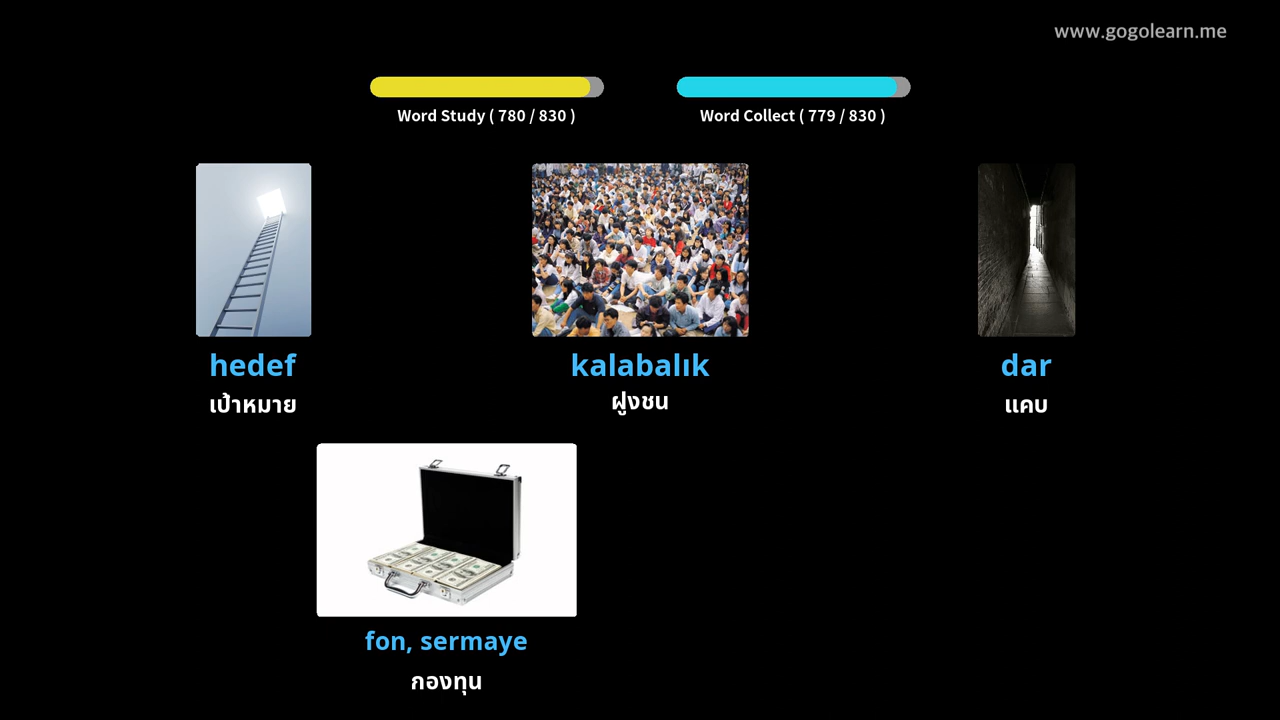 www.gogolearn.me
Word Study ( 780 / 830 )
Word Collect ( 779 / 830 )
hedef
เป้าหมาย
kalabalık
ฝูงชน
dar
แคบ
fon, sermaye
กองทุน